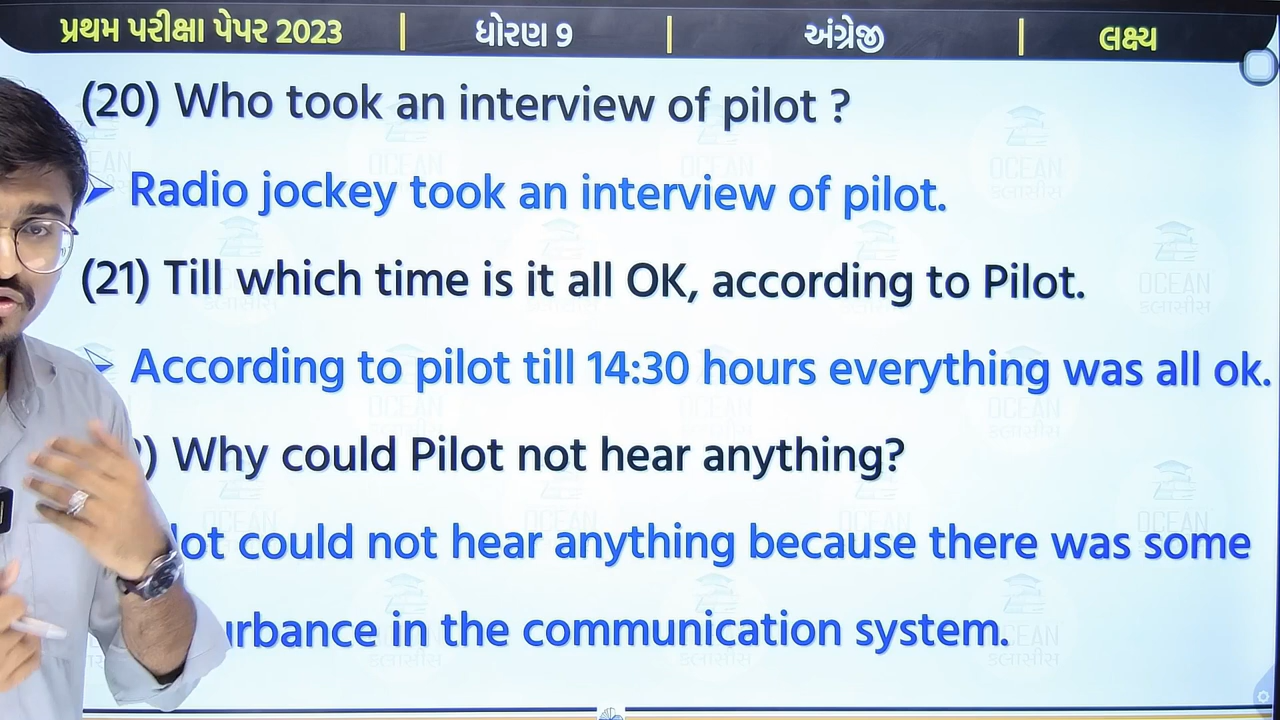 પ્રથમ પરીક્ષા પેપર 2023 | ધોરણ 9 | અંગ્રેજી | લક્ષ્ય
(20) Who took an interview of pilot ?
➤ Radio jockey took an interview of pilot.
(21) Till which time is it all OK, according to Pilot.
➤ According to pilot till 14:30 hours everything was all ok.
Why could Pilot not hear anything?
could not hear anything because there was some
in the communication system.